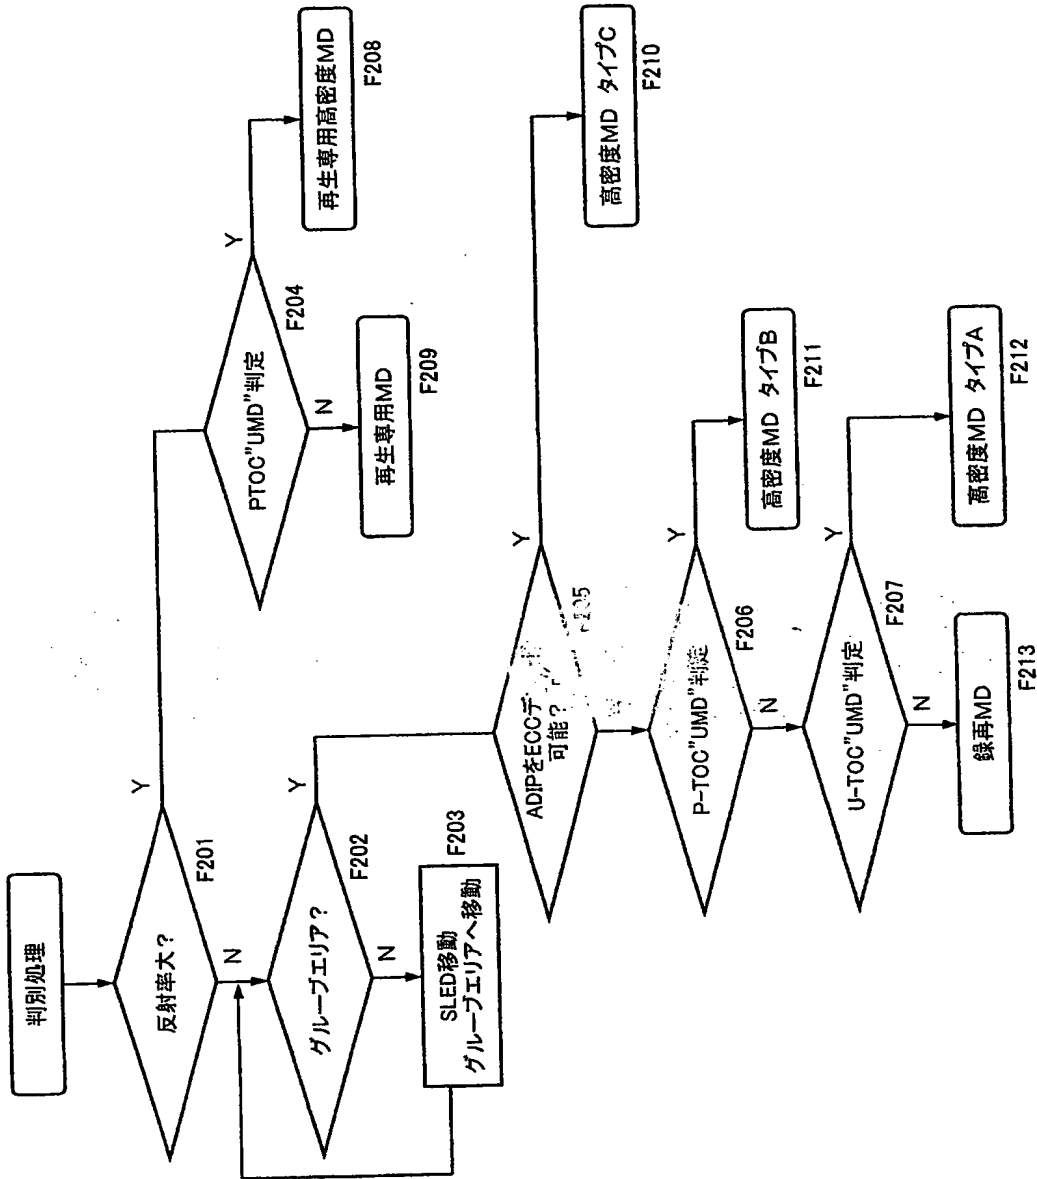 判別処理
反射率大?
F201
Y
N
グループエリア?
F202
Y
N
SLED移動
グループエリアへ移動
F203
PTOC"UMD"判定
F204
Y
N
再生専用高密度MD
F208
再生専用MD
F209
ADIPをECCデ
可能?
Y
高密度MD タイプC
F210
P-TOC"UMD"判定
F206
Y
N
高密度MD タイプB
F211
U-TOC"UMD"判定
F207
Y
N
高密度MD タイプA
F212
録再MD
F213